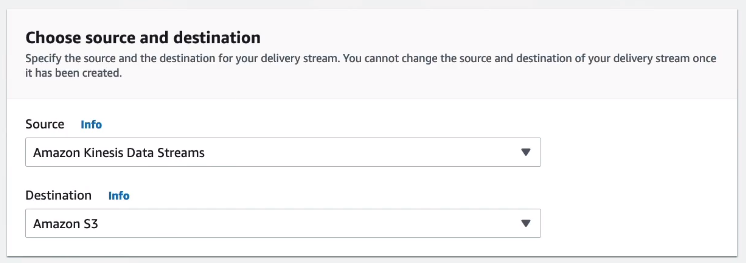 Choose source and destination
Specify the source and the destination for your delivery stream. You cannot change the source and destination of your delivery stream once
it has been created.
Source Info
Amazon Kinesis Data Streams
Destination Info
Amazon S3